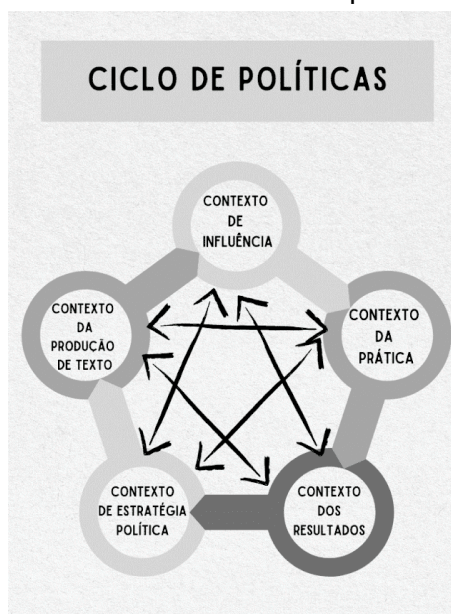 CICLO DE POLÍTICAS
CONTEXTO
DE
INFLUÊNCIA
CONTEXTO
DA
PRODUÇÃO
DE TEXTO
CONTEXTO
DA
PRÁTICA
CONTEXTO
DE ESTRATÉGIA
POLÍTICA
CONTEXTO
DOS
RESULTADOS